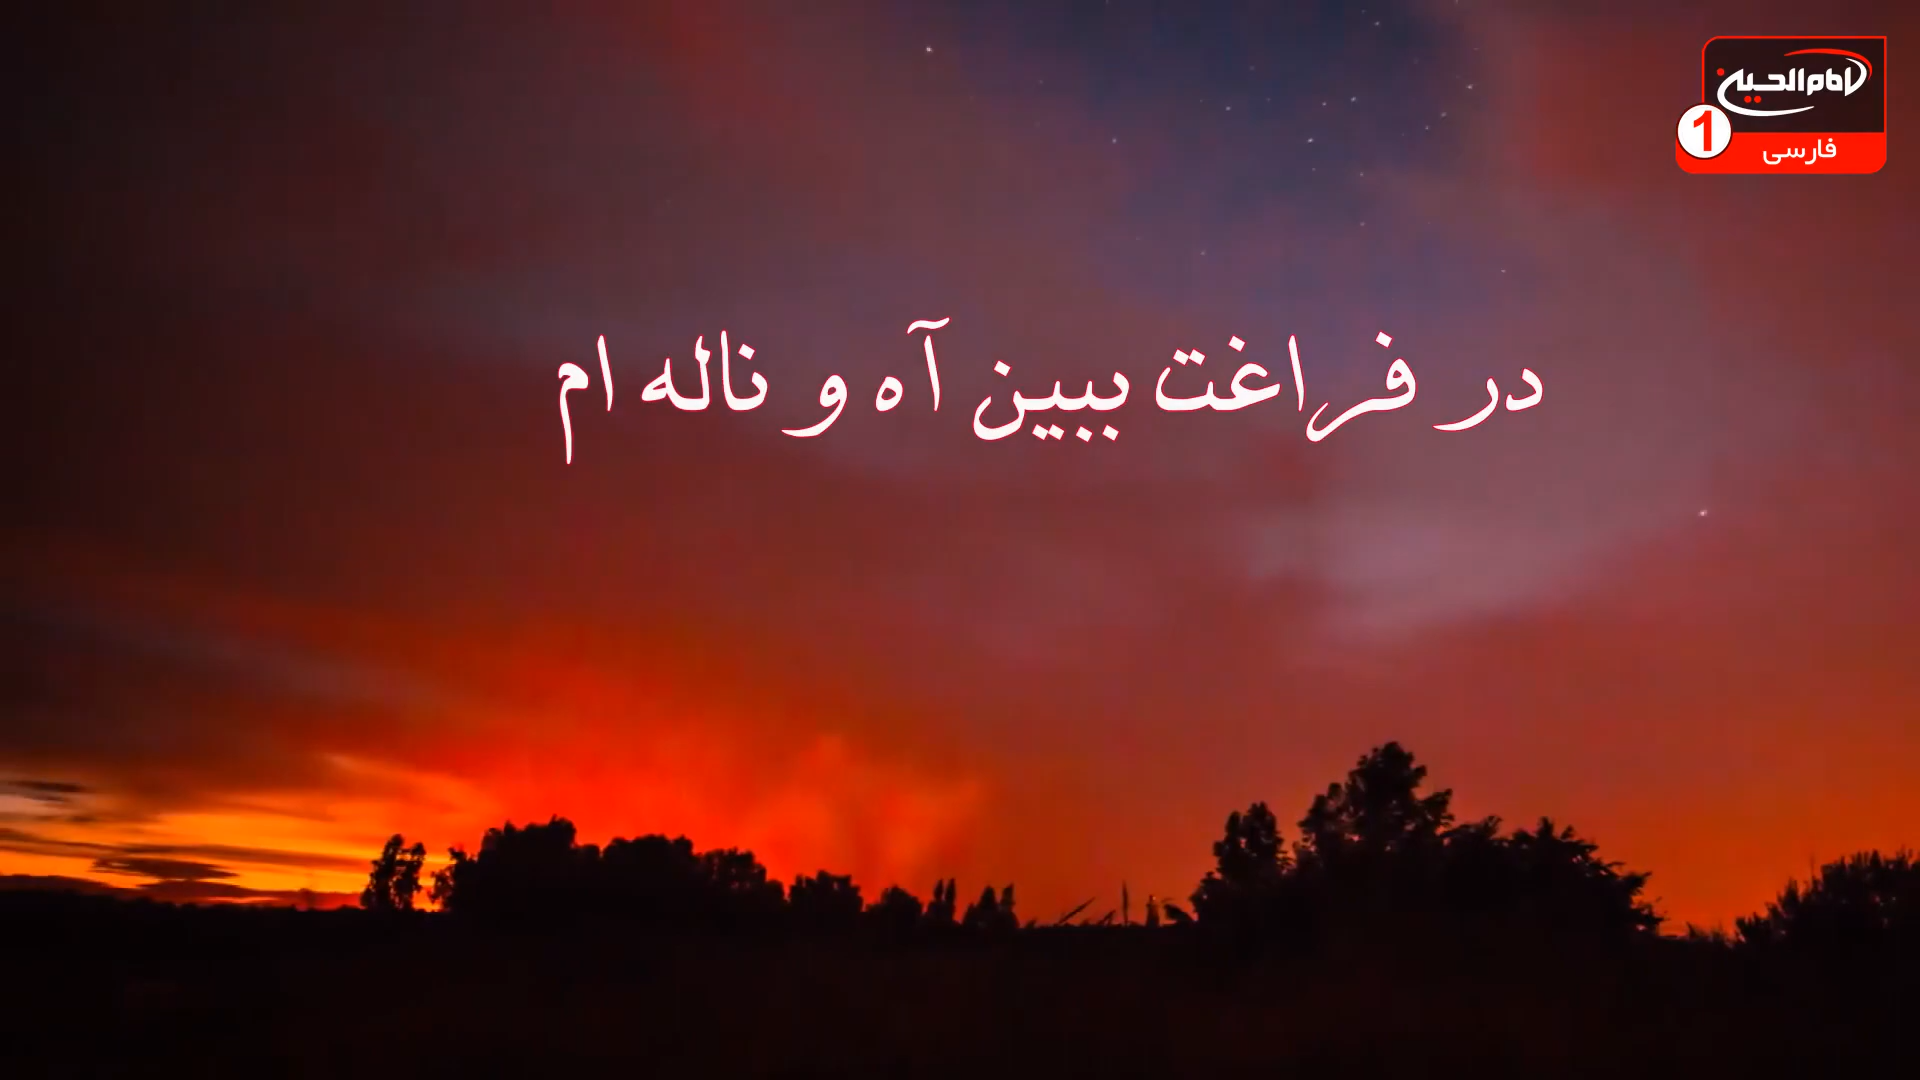 امام الحسین
1
فارسی
در فراغت ببین آه و ناله ام